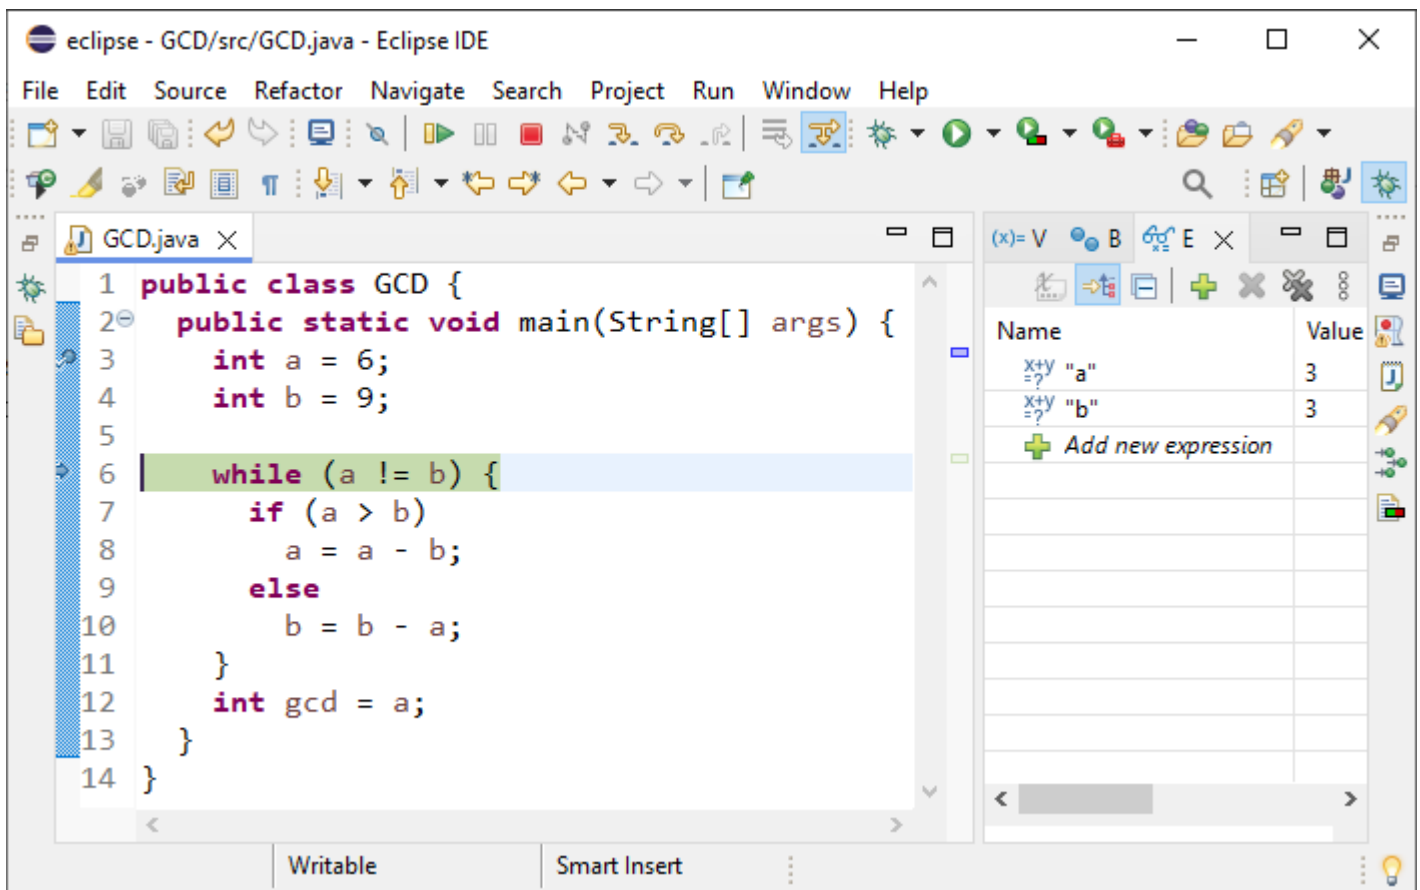 eclipse - GCD/src/GCD.java - Eclipse IDE
File Edit Source Refactor Navigate Search Project Run Window Help
GCD.java
(x)= V B E
1 public class GCD {
2 public static void main(String[] args) {
3 int a = 6;
4 int b = 9;
5
6 while (a != b) {
7 if (a > b)
8 a = a - b;
9 else
10 b = b - a;
11 }
12 int gcd = a;
13 }
14 }
Name Value
x+y=? "a" 3
x+y=? "b" 3
Add new expression
Writable Smart Insert